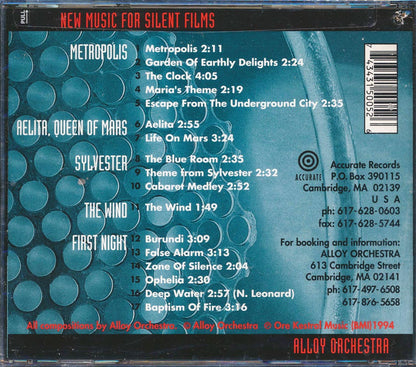 PULL
NEW MUSIC FOR SILENT FILMS
METROPOLIS
1 Metropolis 2:11
2 Garden Of Earthly Delights 2:24
3 The Clock 4:05
4 Maria's Theme 2:19
5 Escape From The Underground City 2:35
AELITA, QUEEN OF MARS
6 Aelita 2:55
7 Life On Mars 3:24
SYLVESTER
8 The Blue Room 2:35
9 Theme from Sylvester 2:32
10 Cabaret Medley 2:52
THE WIND
11 The Wind 1:49
FIRST NIGHT
12 Burundi 3:09
13 False Alarm 3:13
14 Zone Of Silence 2:04
15 Ophelia 2:30
16 Deep Water 2:57 (N. Leonard)
17 Baptism Of Fire 3:16
7 43431 50052 6
ACCURATE
Accurate Records
P.O. Box 390115
Cambridge, MA 02139
U S A
ph: 617-628-0603
fax: 617-628-5744
For booking and information:
ALLOY ORCHESTRA
613 Cambridge Street
Cambridge, MA 02141
ph: 617-497-6508
617-876-5658
All compositions by Alloy Orchestra. © Alloy Orchestra. © Ore Kestral Music (BMI)1994
ALLOY ORCHESTRA